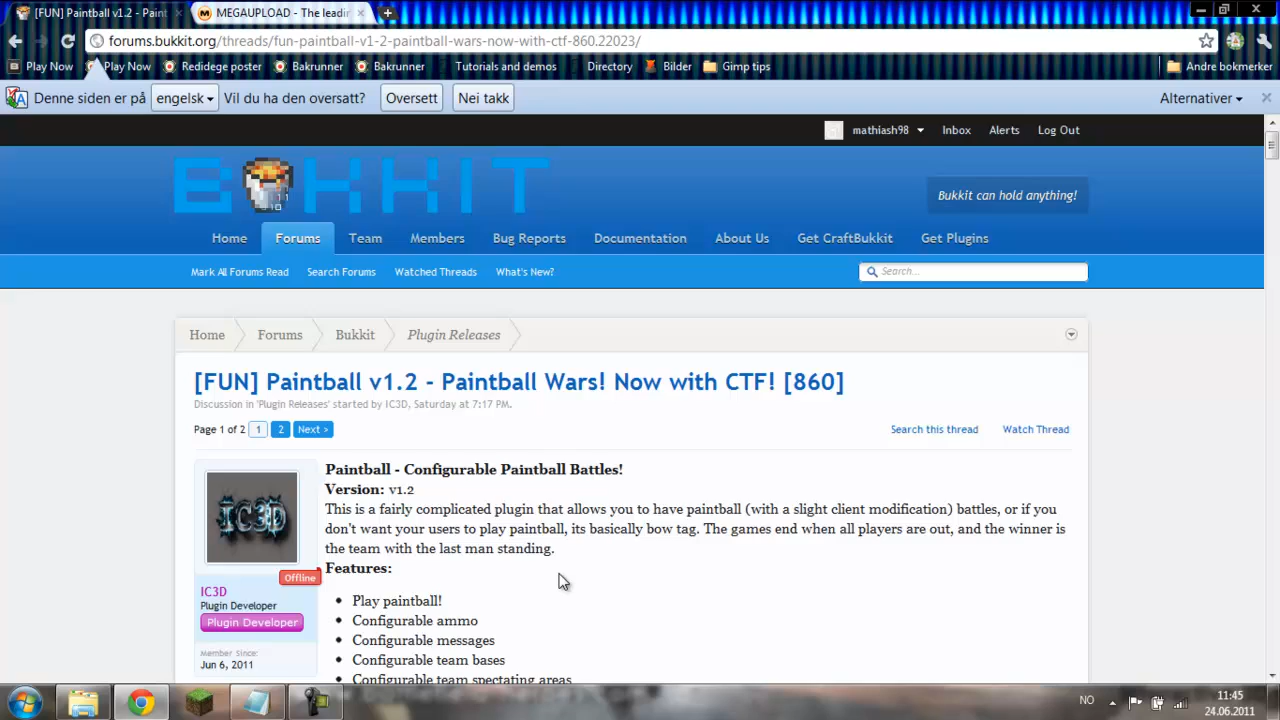 [FUN] Paintball v1.2 - Paint
MEGAUPLOAD - The leadin
forums.bukkit.org/threads/fun-paintball-v1-2-paintball-wars-now-with-ctf-860.22023/
Play Now
Play Now
Redidege poster
Bakrunner
Bakrunner
Tutorials and demos
Directory
Bilder
Gimp tips
Andre bokmerker
Denne siden er på engelsk Vil du ha den oversatt? Oversett Nei takk Alternativer
mathiash98 Inbox Alerts Log Out
BUKKIT
Bukkit can hold anything!
Home Forums Team Members Bug Reports Documentation About Us Get CraftBukkit Get Plugins
Mark All Forums Read Search Forums Watched Threads What's New? Search...
Home Forums Bukkit Plugin Releases
[FUN] Paintball v1.2 - Paintball Wars! Now with CTF! [860]
Discussion in 'Plugin Releases' started by IC3D, Saturday at 7:17 PM.
Page 1 of 2 1 2 Next > Search this thread Watch Thread
IC3D
Offline
IC3D
Plugin Developer
Plugin Developer
Member Since:
Jun 6, 2011
Paintball - Configurable Paintball Battles!
Version: v1.2
This is a fairly complicated plugin that allows you to have paintball (with a slight client modification) battles, or if you
don't want your users to play paintball, its basically bow tag. The games end when all players are out, and the winner is
the team with the last man standing.
Features:
• Play paintball!
• Configurable ammo
• Configurable messages
• Configurable team bases
• Configurable team spectating areas
NO
11:45
24.06.2011